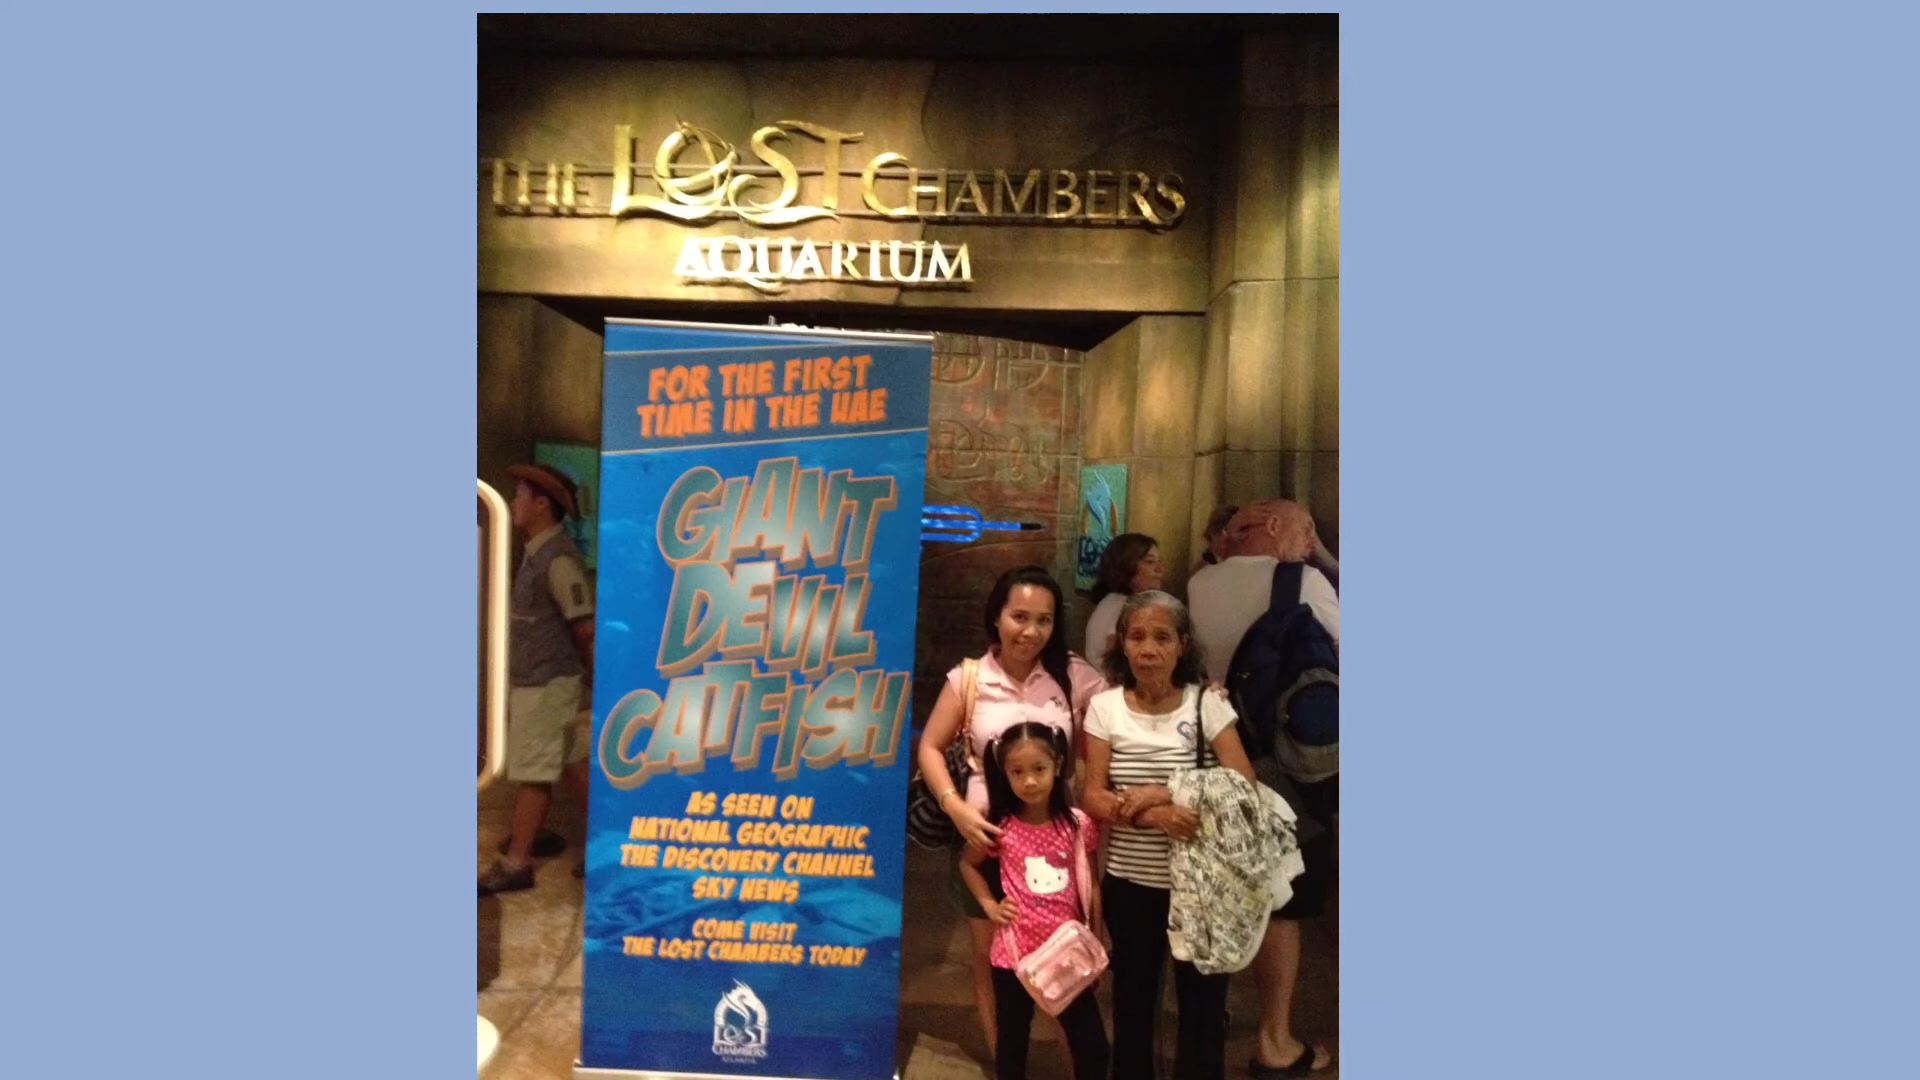 THE LOST CHAMBERS
AQUARIUM
FOR THE FIRST
TIME IN THE UAE
GIANT
DEVIL
CATFISH
AS SEEN ON
NATIONAL GEOGRAPHIC
THE DISCOVERY CHANNEL
SKY NEWS
COME VISIT
THE LOST CHAMBERS TODAY
LOST
CHAMBERS
ATLANTIS